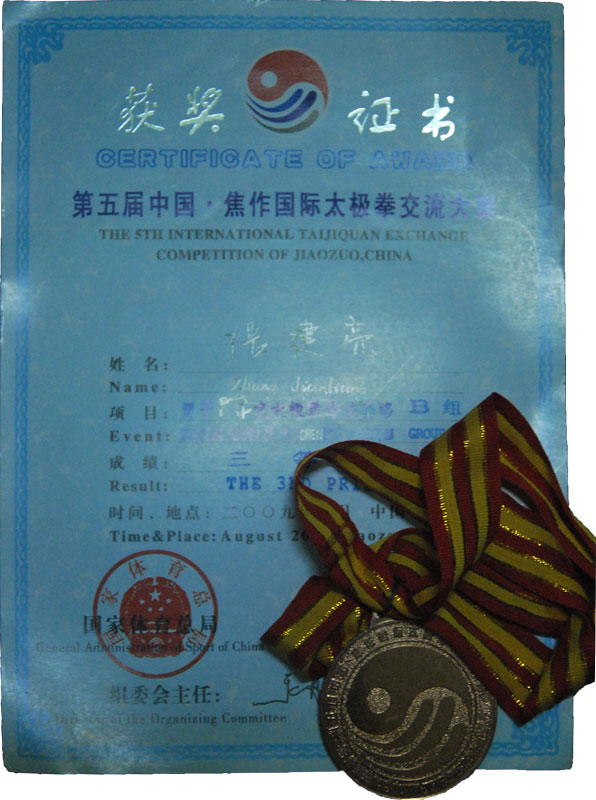 获奖 证书
CERTIFICATE OF AWARD
第五届中国·焦作国际太极拳交流大赛
THE 5TH INTERNATIONAL TAIJIQUAN EXCHANGE
COMPETITION OF JIAOZUO,CHINA
張建亮
姓名:
Zhang Jianliang
Name:
项目: B组
Event: GROUP
成绩: 三
Result: THE 3RD PRI
时间、地点:二〇〇九 中国
Time&Place: August 20
国家体育总局
国家体育总局
General Administration of Sport of China
组委会主任:
Director of the Organizing Committee